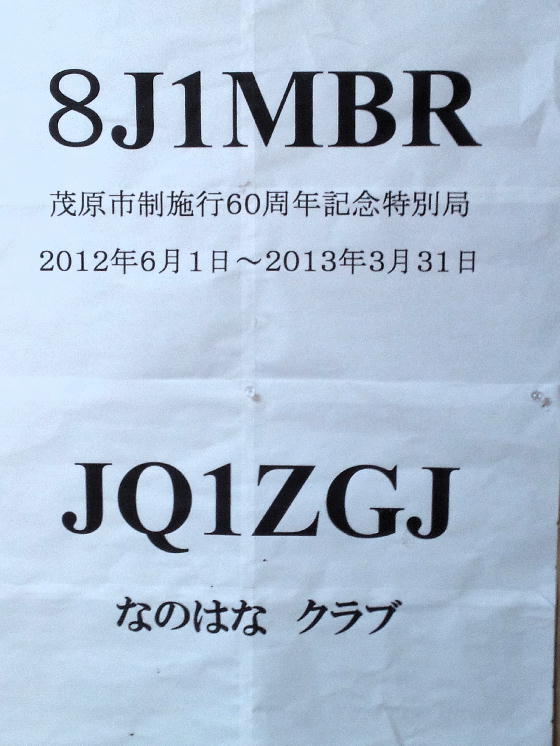 8J1MBR
茂原市制施行60周年記念特別局
2012年6月1日～2013年3月31日
JQ1ZGJ
なのはな クラブ